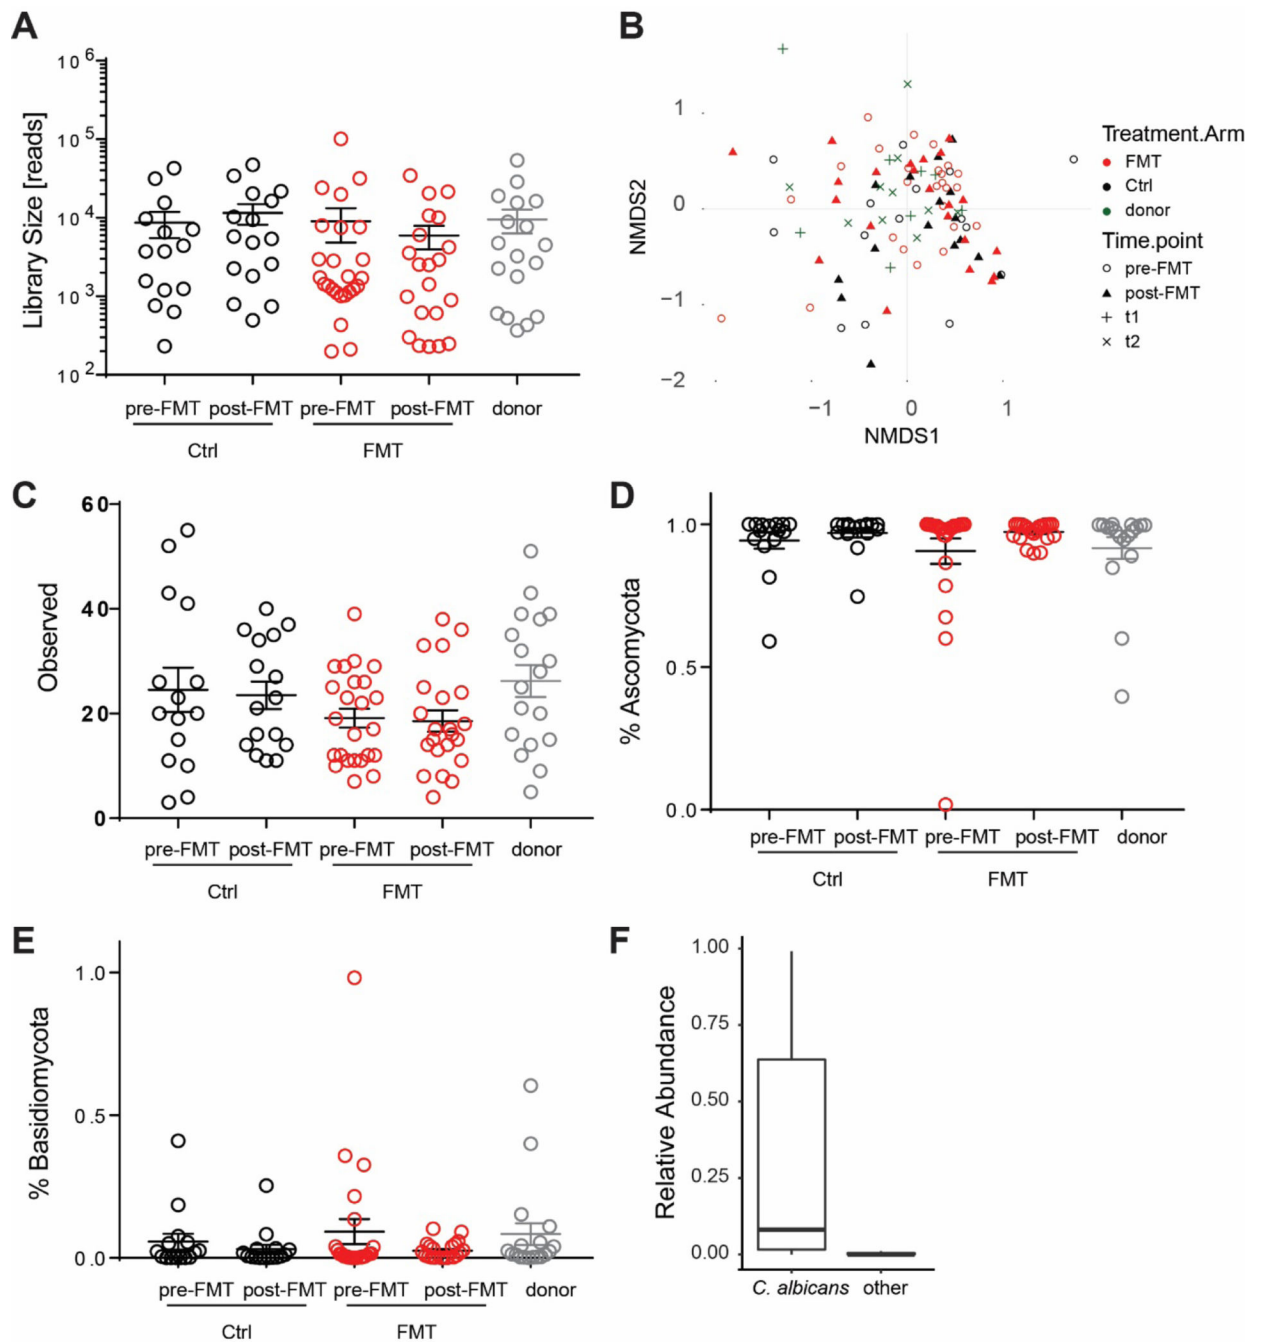 A
Library Size [reads]
10^6
10^5
10^4
10^3
10^2
pre-FMT post-FMT pre-FMT post-FMT donor
Ctrl FMT
B
NMDS2
1
0
−1
−2
−1 0 1
NMDS1
Treatment.Arm
FMT
Ctrl
donor
Time.point
pre-FMT
post-FMT
t1
t2
C
Observed
60
40
20
0
pre-FMT post-FMT pre-FMT post-FMT donor
Ctrl FMT
D
% Ascomycota
1.0
0.5
0.0
pre-FMT post-FMT pre-FMT post-FMT donor
Ctrl FMT
E
% Basidiomycota
1.0
0.5
0.0
pre-FMT post-FMT pre-FMT post-FMT donor
Ctrl FMT
F
Relative Abundance
1.00
0.75
0.50
0.25
0.00
C. albicans other